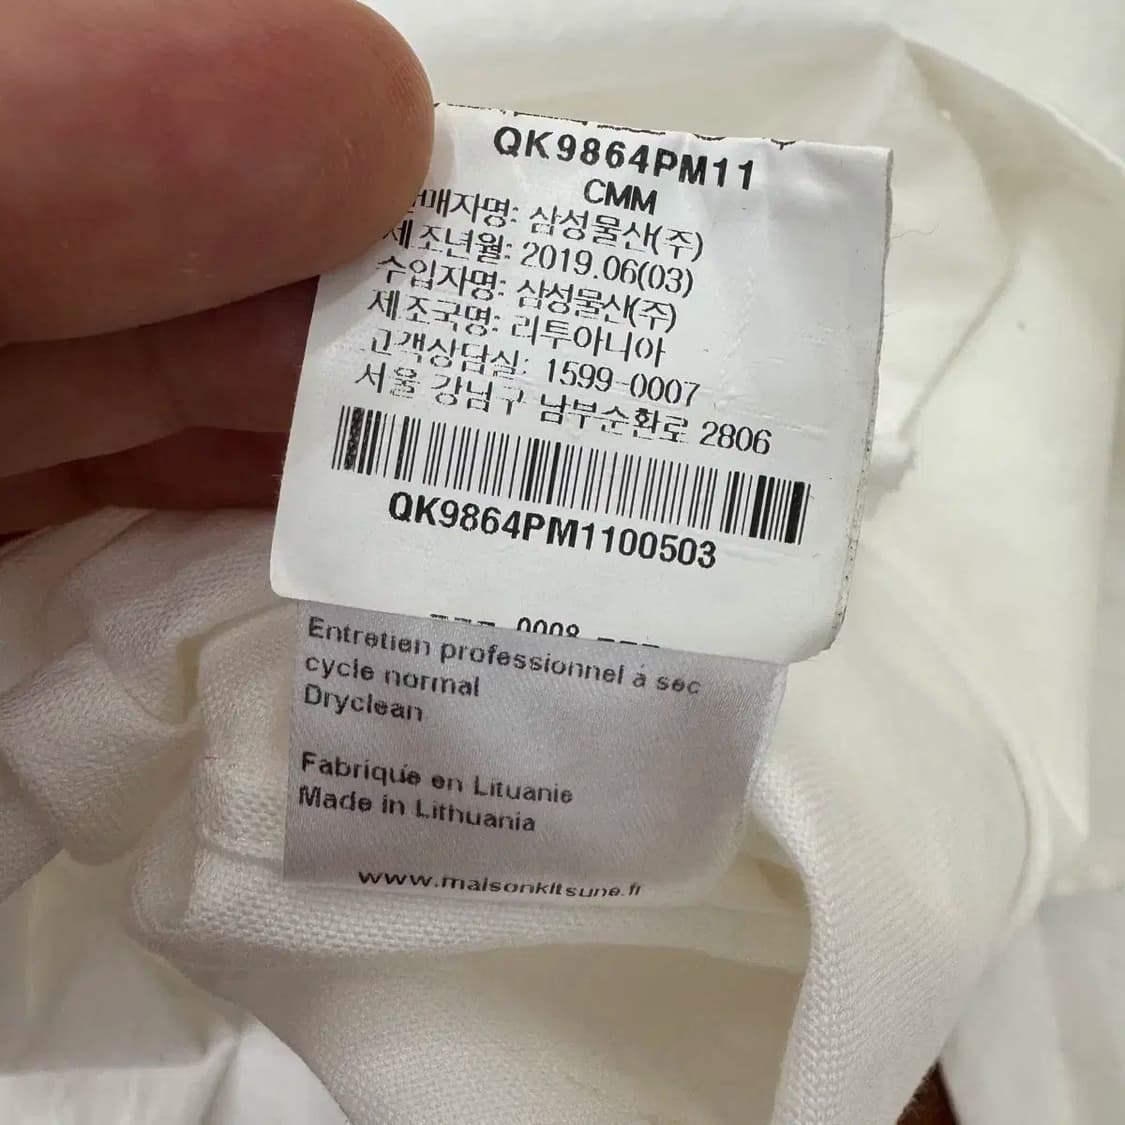 QK9864PM11
CMM
판매자명: 삼성물산(주)
제조년월: 2019.06(03)
수입자명: 삼성물산(주)
제조국명: 리투아니아
고객상담실: 1599-0007
서울 강남구 남부순환로 2806
QK9864PM1100503
Entretien professionnel à sec
cycle normal
Dryclean
Fabriqué en Lituanie
Made in Lithuania
www.maisonkitsune.fr